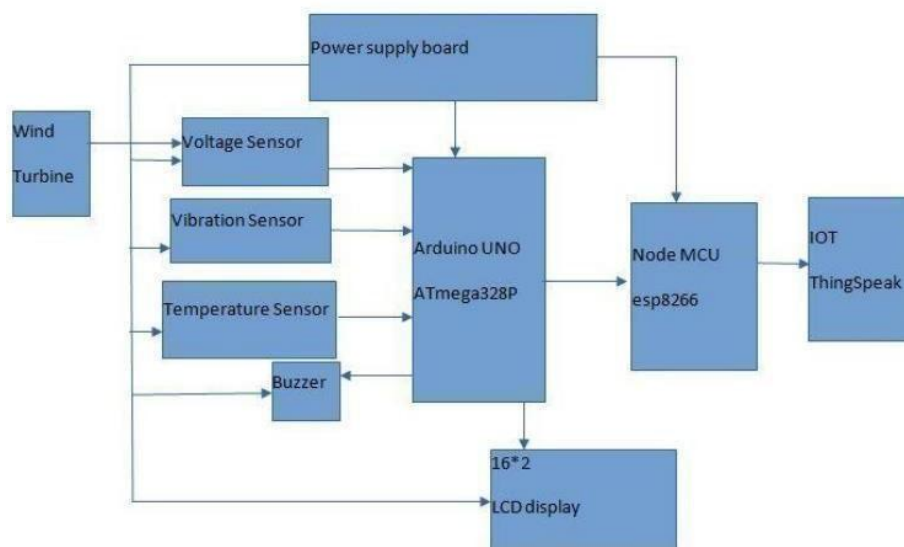 Power supply board
Wind
Turbine
Voltage Sensor
Vibration Sensor
Temperature Sensor
Buzzer
Arduino UNO
ATmega328P
Node MCU
esp8266
IOT
ThingSpeak
16*2
LCD display